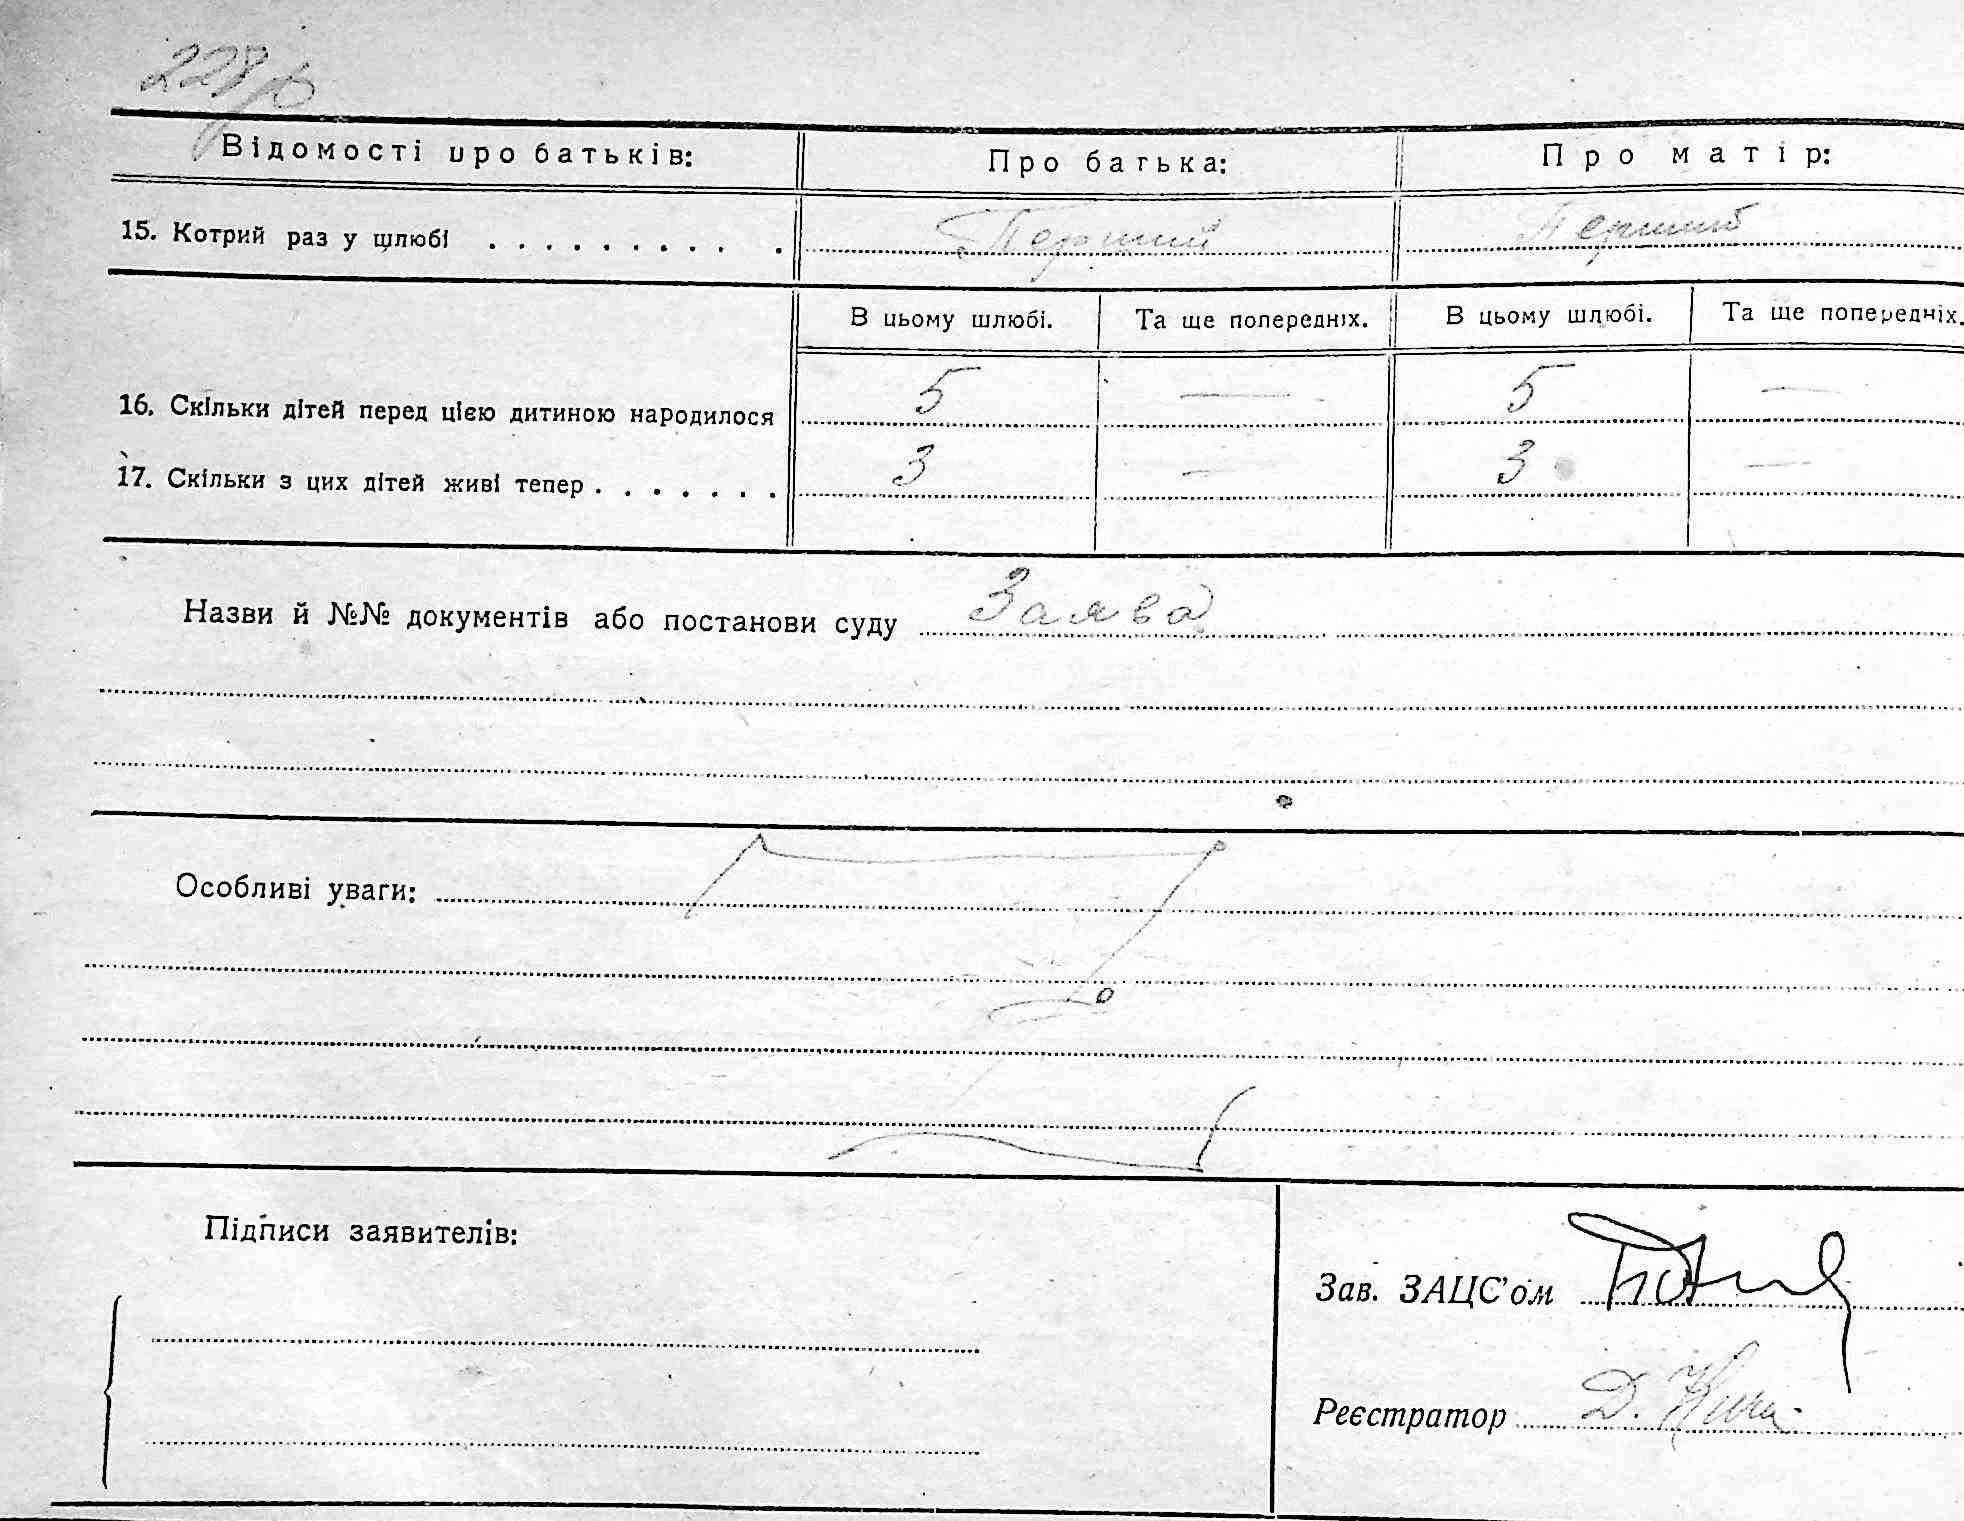 Відомості про батьків: Про батька: Про матір:
15. Котрий раз у шлюбі . . . . . . . . . . Перший Перший
В цьому шлюбі. Та ще попередніх. В цьому шлюбі. Та ще попередніх.
16. Скільки дітей перед цією дитиною народилося 5 — 5 —
17. Скільки з цих дітей живі тепер . . . . . . . 3 — 3 —
Назви й №№ документів або постанови суду Заява
Особливі уваги:
Підписи заявителів:
Зав. ЗАЦС'ом
Реєстратор Д.